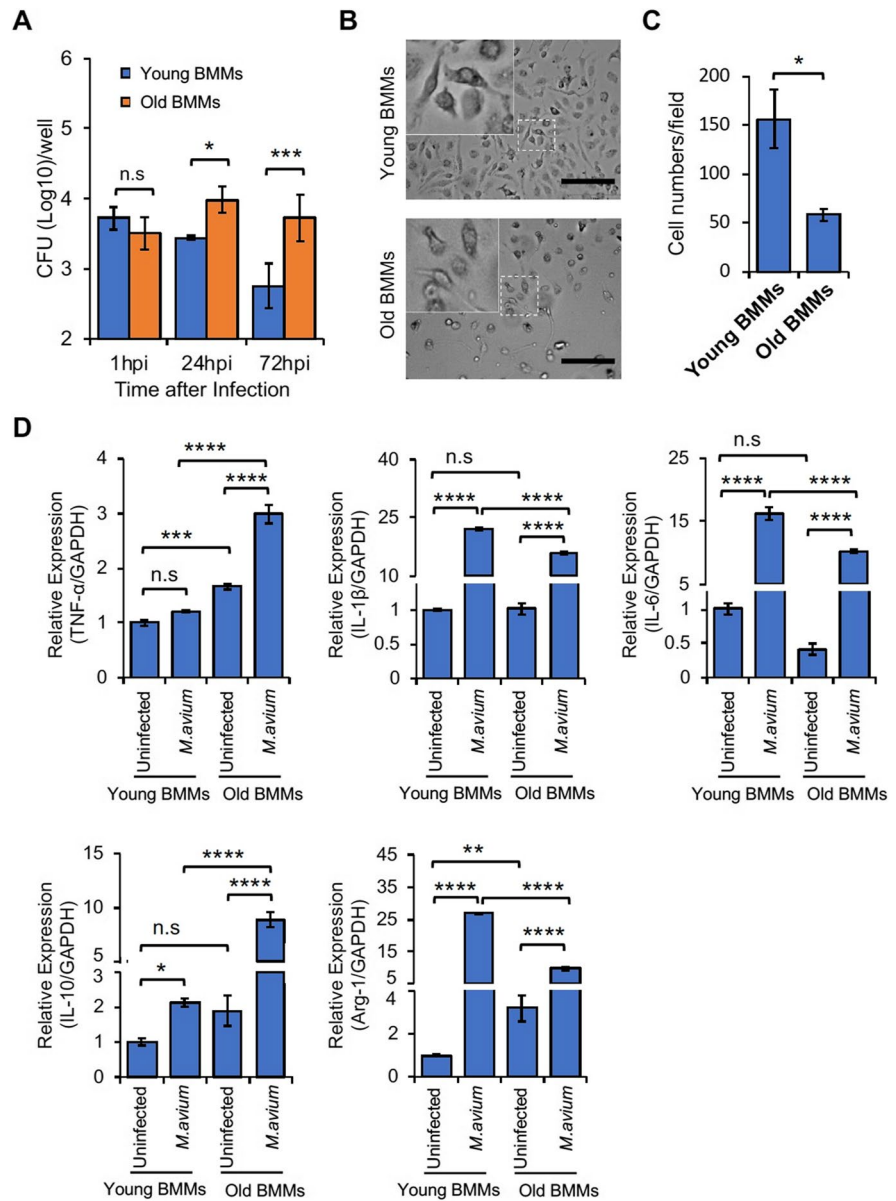 A
6
5
4
3
2
CFU (Log10)/well
Young BMMs
Old BMMs
n.s
*
***
1hpi 24hpi 72hpi
Time after Infection
B
Young BMMs
Old BMMs
C
200
150
100
50
0
Cell numbers/field
*
Young BMMs
Old BMMs
D
4
3
2
1
0
Relative Expression
(TNF-α/GAPDH)
****
****
***
n.s
Uninfected
M.avium
Uninfected
M.avium
Young BMMs Old BMMs
40
25
10
1
0
Relative Expression
(IL-1β/GAPDH)
n.s
**** ****
****
Uninfected
M.avium
Uninfected
M.avium
Young BMMs Old BMMs
25
15
5
1
0.5
0
Relative Expression
(IL-6/GAPDH)
n.s
**** ****
****
Uninfected
M.avium
Uninfected
M.avium
Young BMMs Old BMMs
15
10
5
3
2
1
0
Relative Expression
(IL-10/GAPDH)
****
****
n.s
*
Uninfected
M.avium
Uninfected
M.avium
Young BMMs Old BMMs
45
35
25
15
5
4
2
0
Relative Expression
(Arg-1/GAPDH)
**
**** ****
****
Uninfected
M.avium
Uninfected
M.avium
Young BMMs Old BMMs